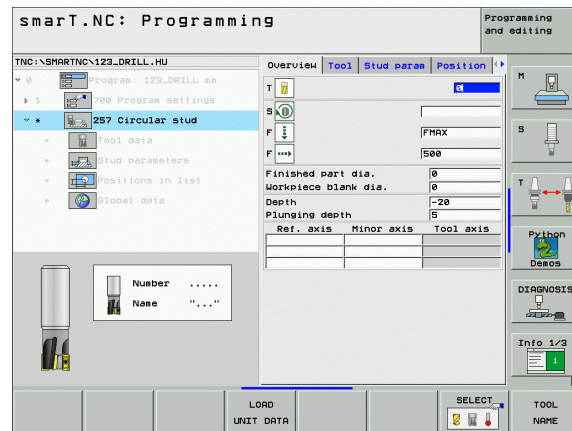 smarT.NC: Programming
Programming and editing
TNC:\SMARTNC\123_DRILL.HU
0 Program: 123_DRILL mm
1 700 Program settings
* 257 Circular stud
* Tool data
* Stud parameters
* Positions in list
* Global data
Number .....
Name "..."
Overview Tool Stud param Position
T 0
S
F FMAX
F 500
Finished part dia. 0
Workpiece blank dia. 0
Depth -20
Plunging depth 5
Ref. axis Minor axis Tool axis
M
S
T
Python
Demos
DIAGNOSIS
Info 1/3
LOAD
UNIT DATA
SELECT
TOOL
NAME